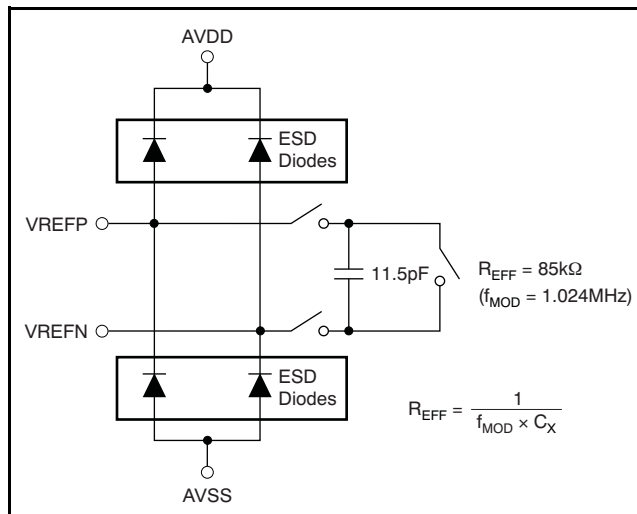 AVDD
ESD
Diodes
VREFP
11.5pF
R_EFF = 85kΩ
(f_MOD = 1.024MHz)
VREFN
ESD
Diodes
R_EFF = 1 / f_MOD × C_X
AVSS